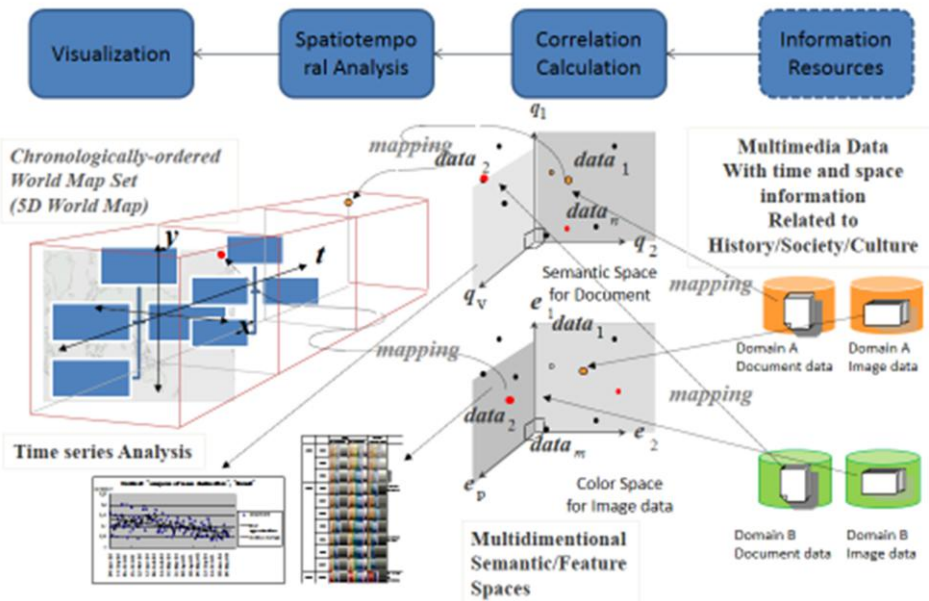 Visualization
Spatiotempo
ral Analysis
Correlation
Calculation
Information
Resources
Chronologically-ordered
World Map Set
(5D World Map)
mapping
y
t
x
q1
data 2
data 1
data n
q2
qv
Semantic Space
for Document
Multimedia Data
With time and space
information
Related to
History/Society/Culture
mapping
mapping
e 1
data 1
data 2
data m
e 2
e p
Color Space
for Image data
mapping
Domain A
Document data
Domain A
Image data
Domain B
Document data
Domain B
Image data
Time series Analysis
Multidimentional
Semantic/Feature
Spaces